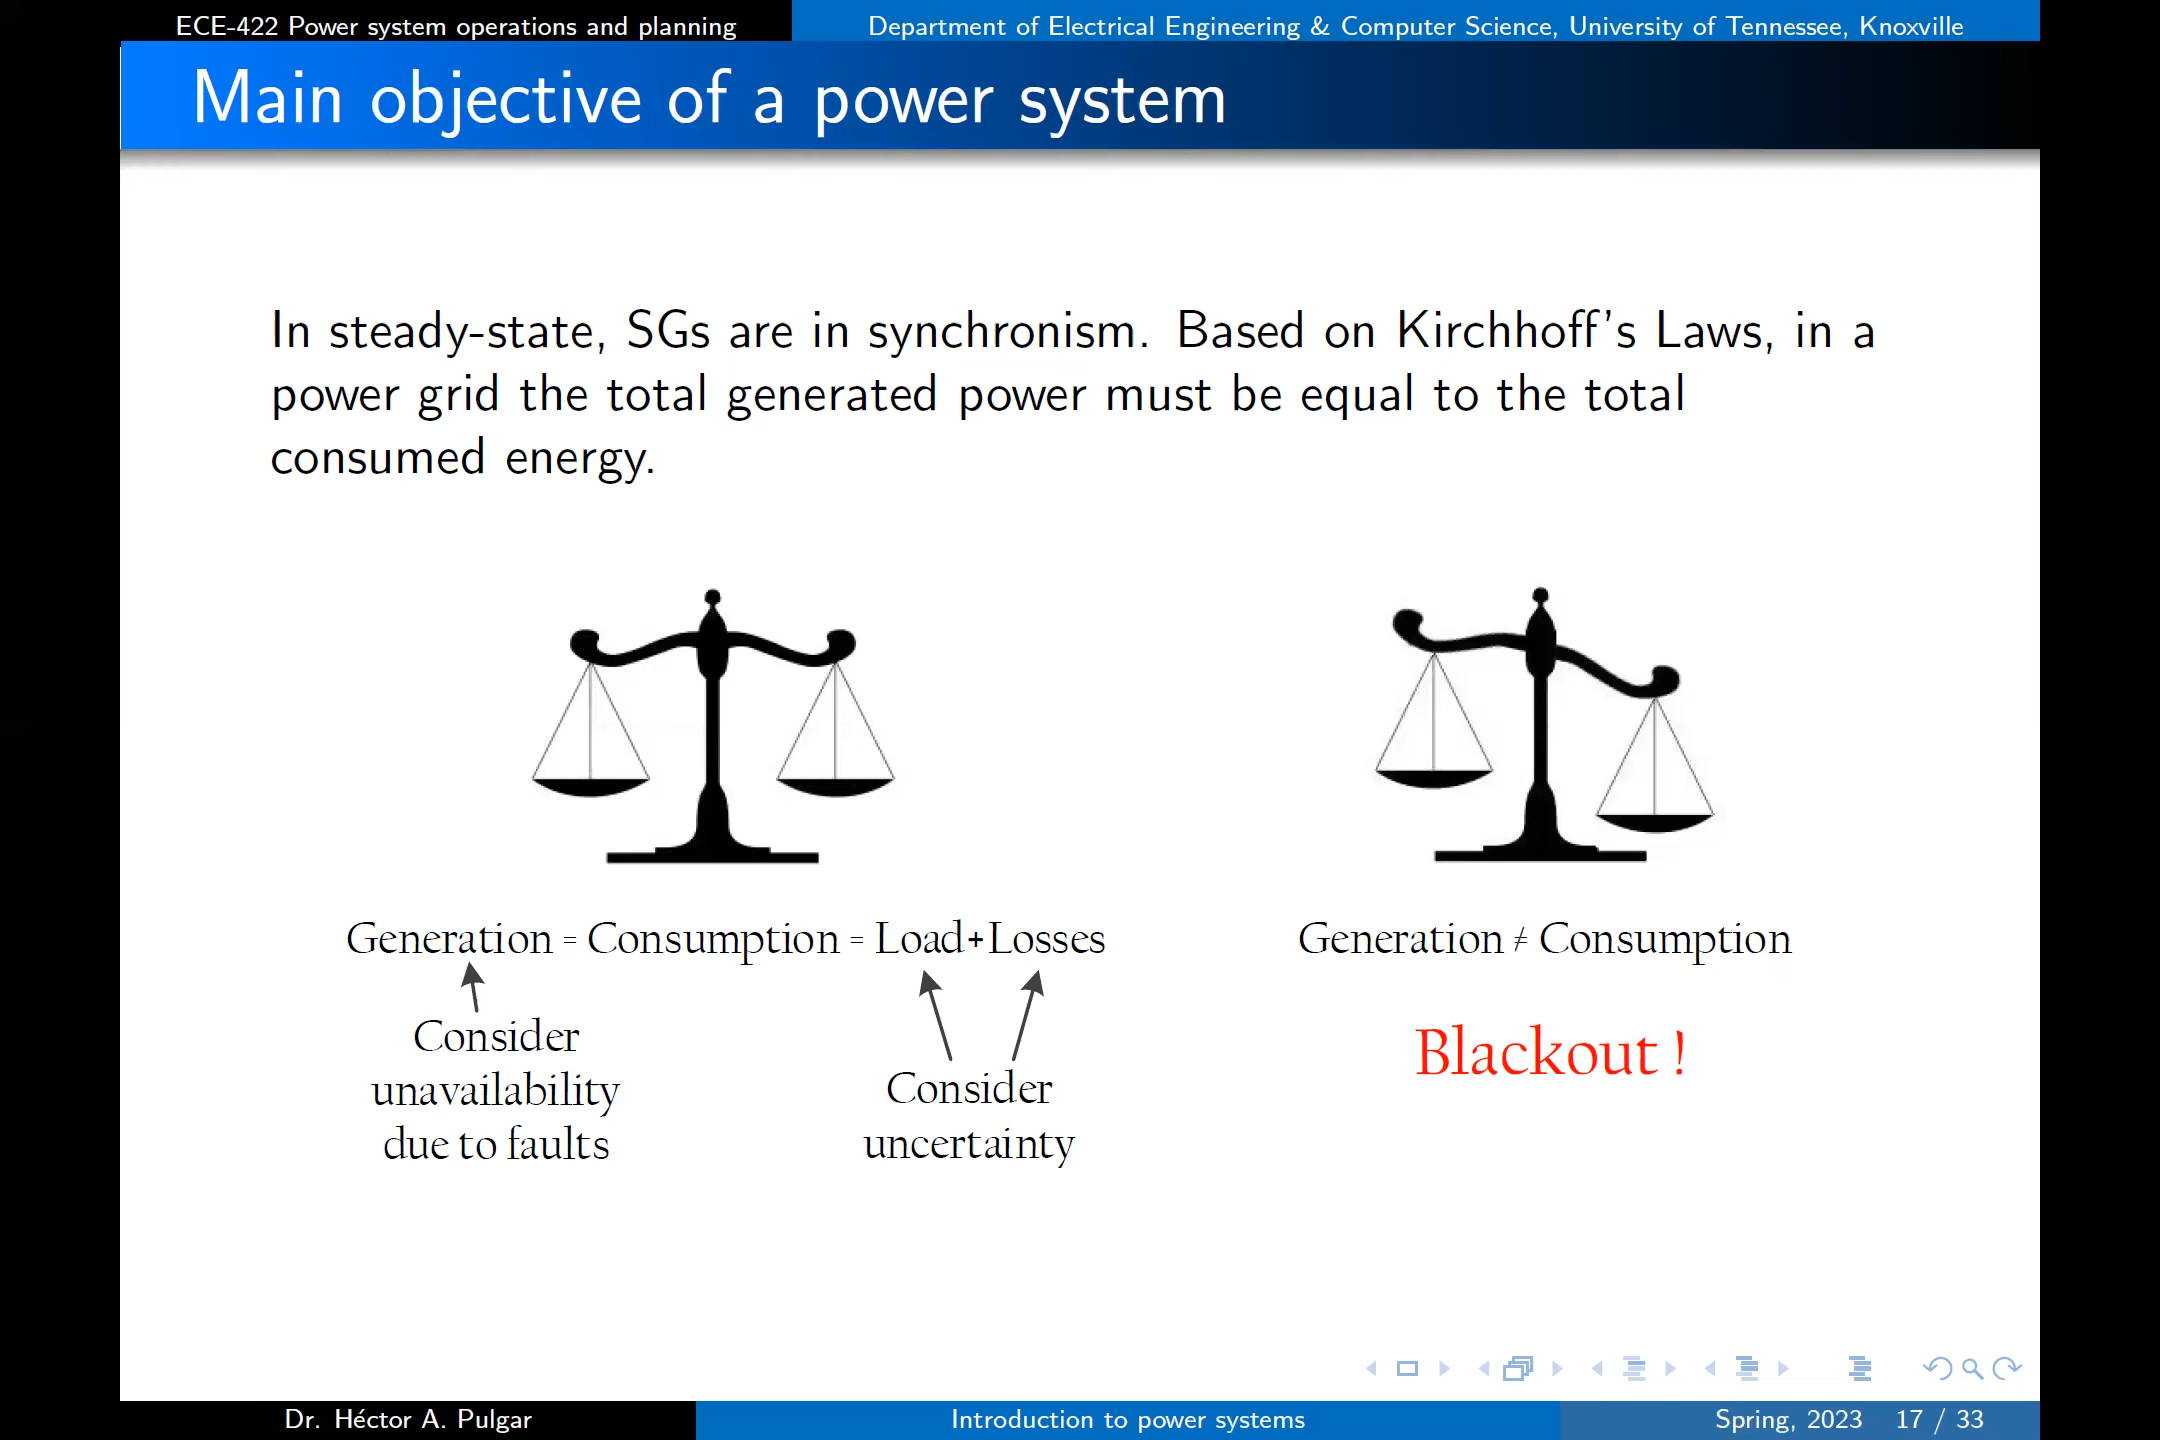 ECE-422 Power system operations and planning
Department of Electrical Engineering & Computer Science, University of Tennessee, Knoxville
Main objective of a power system
In steady-state, SGs are in synchronism. Based on Kirchhoff's Laws, in a
power grid the total generated power must be equal to the total
consumed energy.
Generation = Consumption = Load+Losses
Consider
unavailability
due to faults
Consider
uncertainty
Generation ≠ Consumption
Blackout !
Dr. Héctor A. Pulgar
Introduction to power systems
Spring, 2023
17 / 33